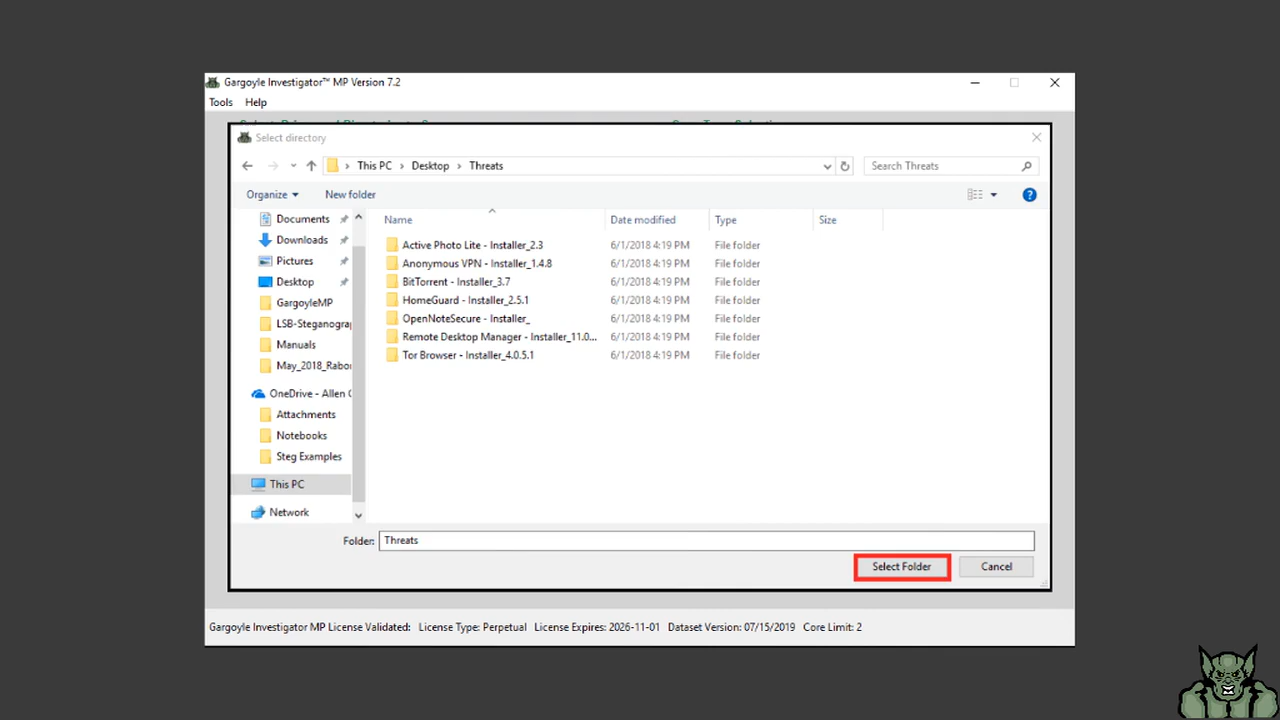 Gargoyle Investigator™ MP Version 7.2
Tools Help
Select directory
This PC > Desktop > Threats
Search Threats
Organize New folder
Name Date modified Type Size
Documents
Downloads
Pictures
Desktop
GargoyleMP
LSB-Steganogra
Manuals
May_2018_Rabo
OneDrive - Allen
Attachments
Notebooks
Steg Examples
This PC
Network
Active Photo Lite - Installer_2.3 6/1/2018 4:19 PM File folder
Anonymous VPN - Installer_1.4.8 6/1/2018 4:19 PM File folder
BitTorrent - Installer_3.7 6/1/2018 4:19 PM File folder
HomeGuard - Installer_2.5.1 6/1/2018 4:19 PM File folder
OpenNoteSecure - Installer_ 6/1/2018 4:19 PM File folder
Remote Desktop Manager - Installer_11.0... 6/1/2018 4:19 PM File folder
Tor Browser - Installer_4.0.5.1 6/1/2018 4:19 PM File folder
Folder: Threats
Select Folder Cancel
Gargoyle Investigator MP License Validated: License Type: Perpetual License Expires: 2026-11-01 Dataset Version: 07/15/2019 Core Limit: 2